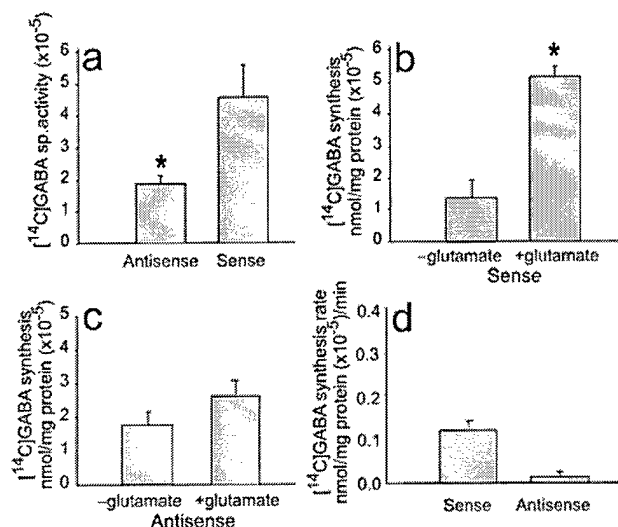 a
[¹⁴C]GABA sp.activity (x10⁻⁵)
6
5
4
3
2
1
0
*
Antisense Sense
b
[¹⁴C]GABA synthesis,
nmol/mg protein (x10⁻⁵)
6
5
4
3
2
1
0
*
–glutamate +glutamate
Sense
c
[¹⁴C]GABA synthesis,
nmol/mg protein (x10⁻⁵)
5
4
3
2
1
0
–glutamate +glutamate
Antisense
d
[¹⁴C]GABA synthesis rate
nmol/mg protein (x10⁻⁵)/min
0.4
0.3
0.2
0.1
0.0
Sense Antisense